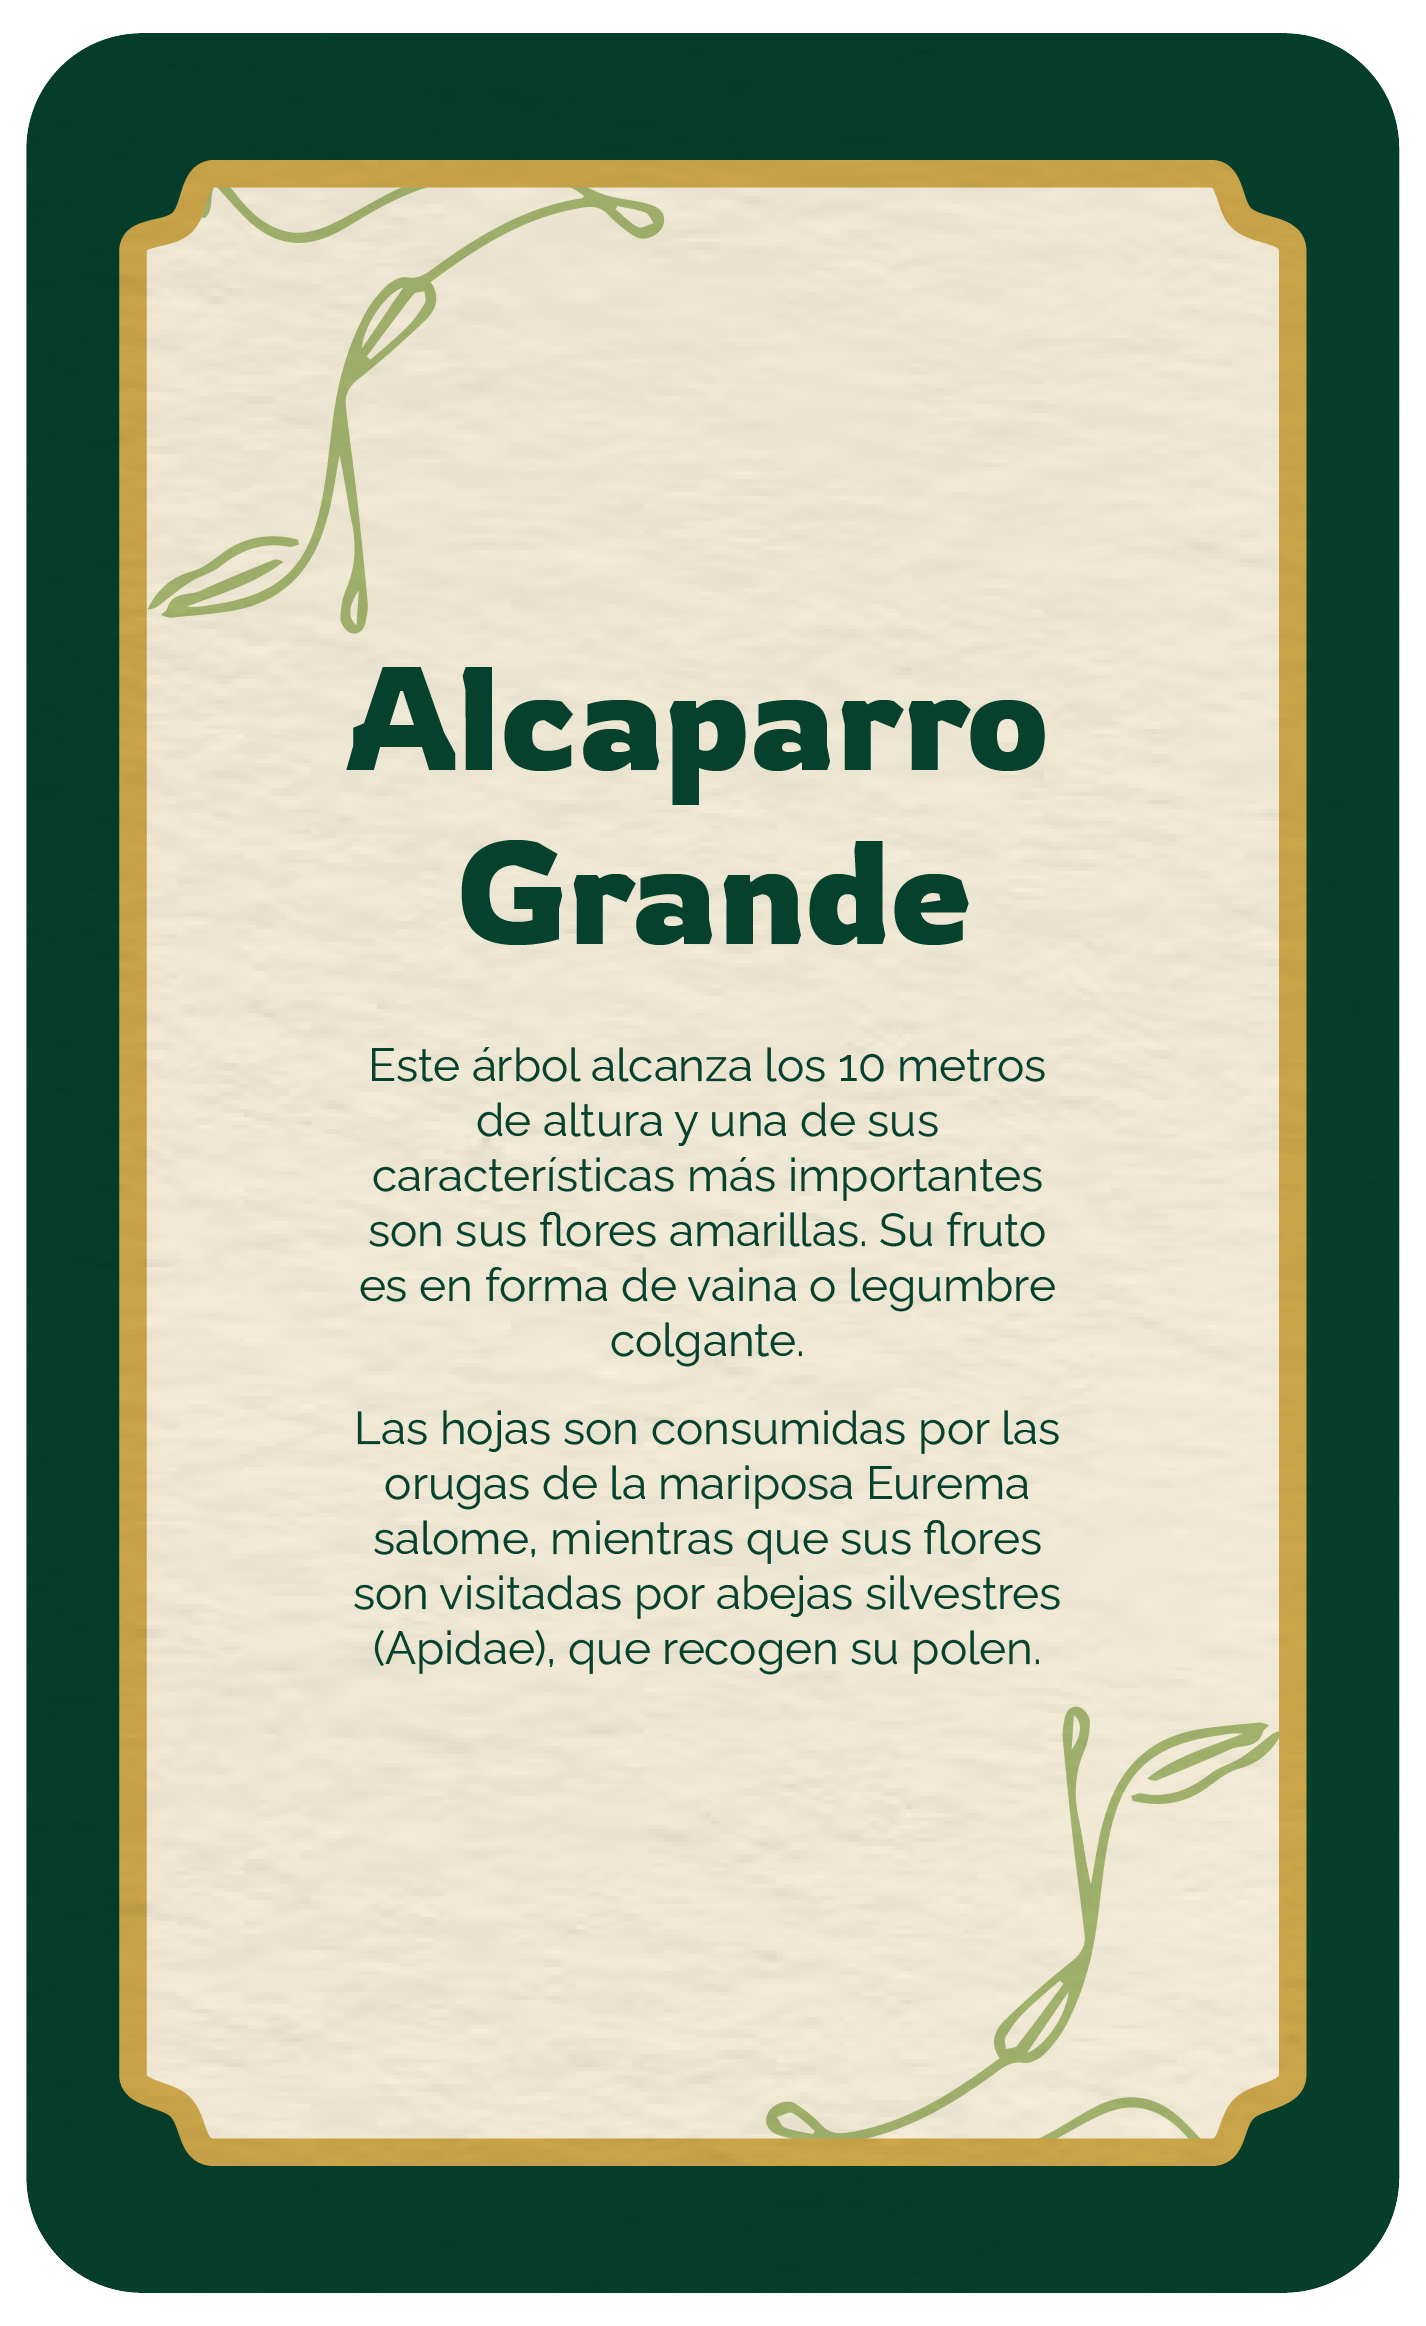 Alcaparro
Grande
Este árbol alcanza los 10 metros
de altura y una de sus
características más importantes
son sus flores amarillas. Su fruto
es en forma de vaina o legumbre
colgante.
Las hojas son consumidas por las
orugas de la mariposa Eurema
salome, mientras que sus flores
son visitadas por abejas silvestres
(Apidae), que recogen su polen.